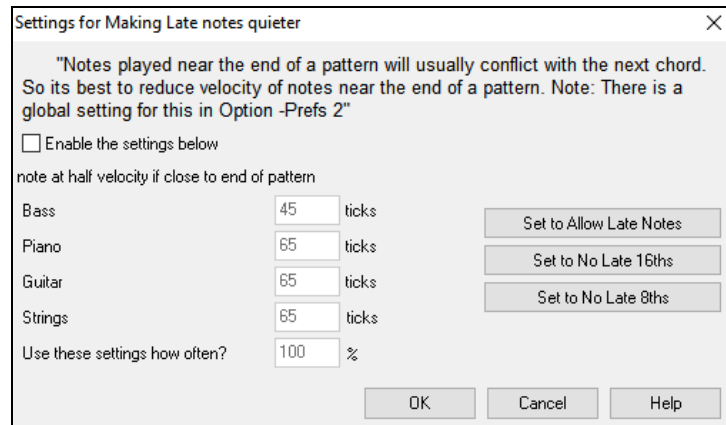 Settings for Making Late notes quieter
"Notes played near the end of a pattern will usually conflict with the next chord.
So its best to reduce velocity of notes near the end of a pattern. Note: There is a
global setting for this in Option -Prefs 2"
Enable the settings below
note at half velocity if close to end of pattern
Bass 45 ticks
Set to Allow Late Notes
Piano 65 ticks
Set to No Late 16ths
Guitar 65 ticks
Set to No Late 8ths
Strings 65 ticks
Use these settings how often? 100 %
OK Cancel Help